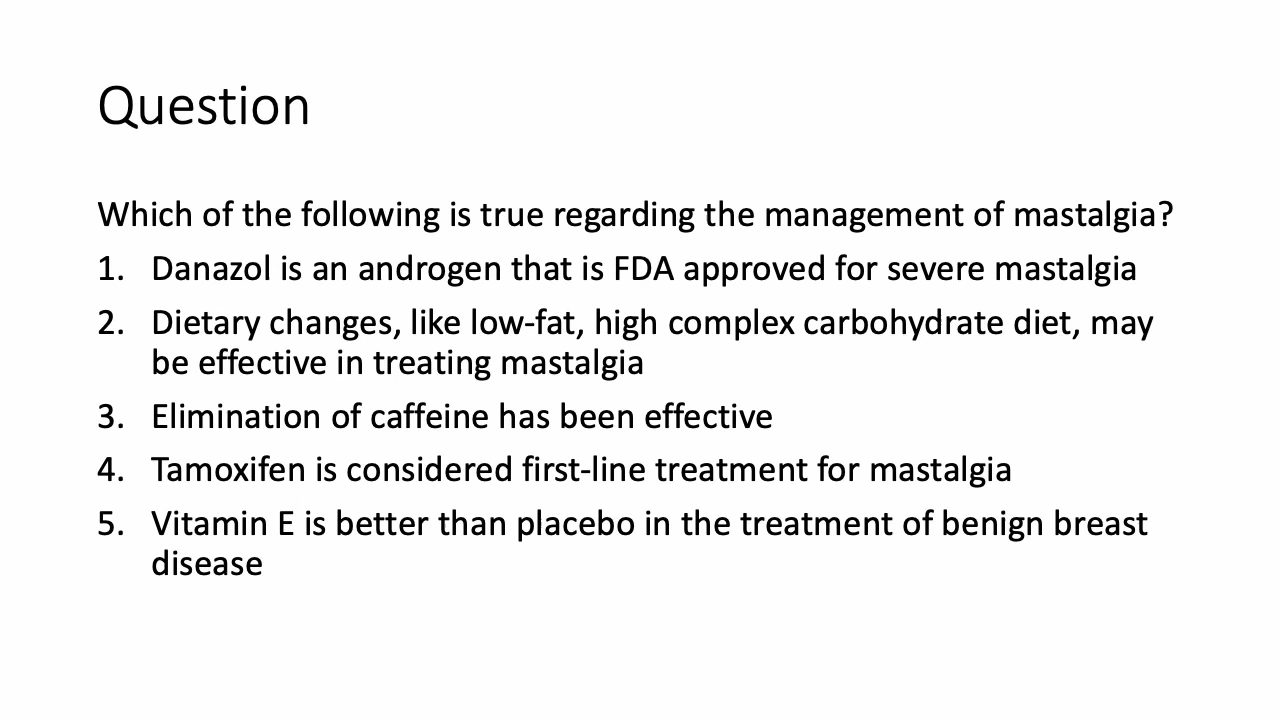 Question
Which of the following is true regarding the management of mastalgia?
1. Danazol is an androgen that is FDA approved for severe mastalgia
2. Dietary changes, like low-fat, high complex carbohydrate diet, may
be effective in treating mastalgia
3. Elimination of caffeine has been effective
4. Tamoxifen is considered first-line treatment for mastalgia
5. Vitamin E is better than placebo in the treatment of benign breast
disease